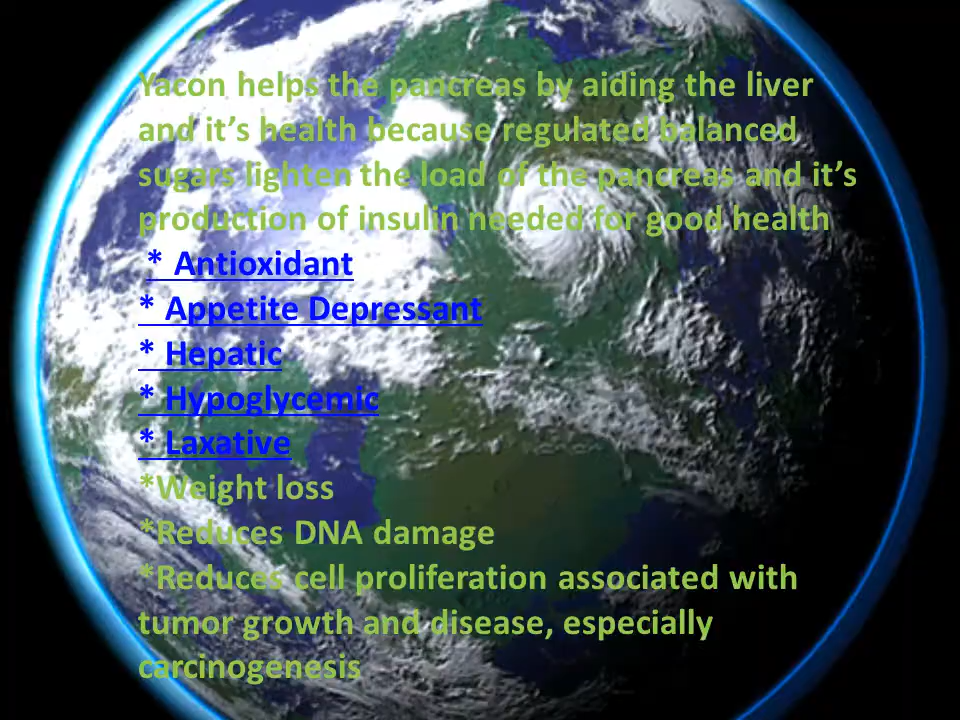 Yacon helps the pancreas by aiding the liver
and it’s health because regulated balanced
sugars lighten the load of the pancreas and it’s
production of insulin needed for good health
* Antioxidant
* Appetite Depressant
* Hepatic
* Hypoglycemic
* Laxative
*Weight loss
*Reduces DNA damage
*Reduces cell proliferation associated with
tumor growth and disease, especially
carcinogenesis